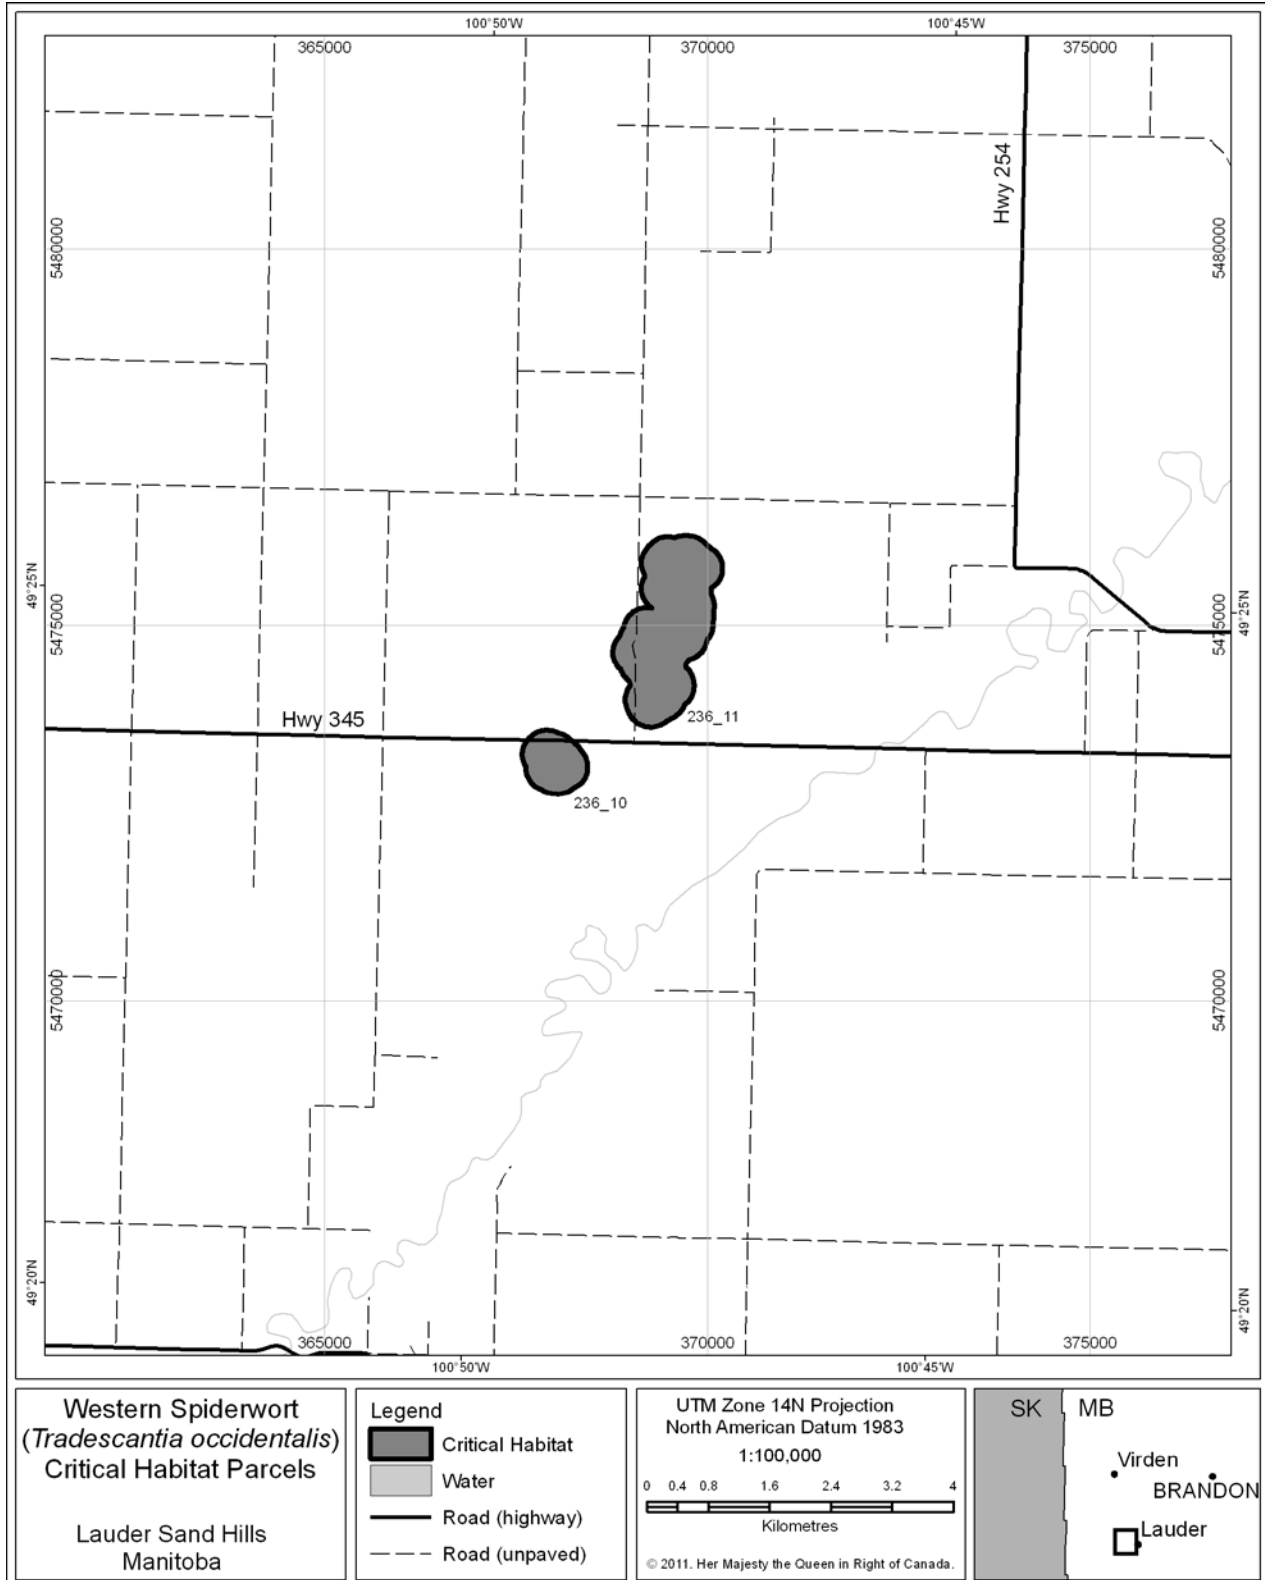 100°50'W
100°45'W
365000
370000
375000
Hwy 254
5480000
5480000
49°25'N
49°25'N
5475000
5475000
236_11
Hwy 345
236_10
5470000
5470000
49°20'N
49°20'N
365000
370000
375000
100°50'W
100°45'W
Western Spiderwort
(Tradescantia occidentalis)
Critical Habitat Parcels
Lauder Sand Hills
Manitoba
Legend
Critical Habitat
Water
Road (highway)
Road (unpaved)
UTM Zone 14N Projection
North American Datum 1983
1:100,000
0 0.4 0.8 1.6 2.4 3.2 4
Kilometres
© 2011. Her Majesty the Queen in Right of Canada.
SK MB
Virden
BRANDON
Lauder